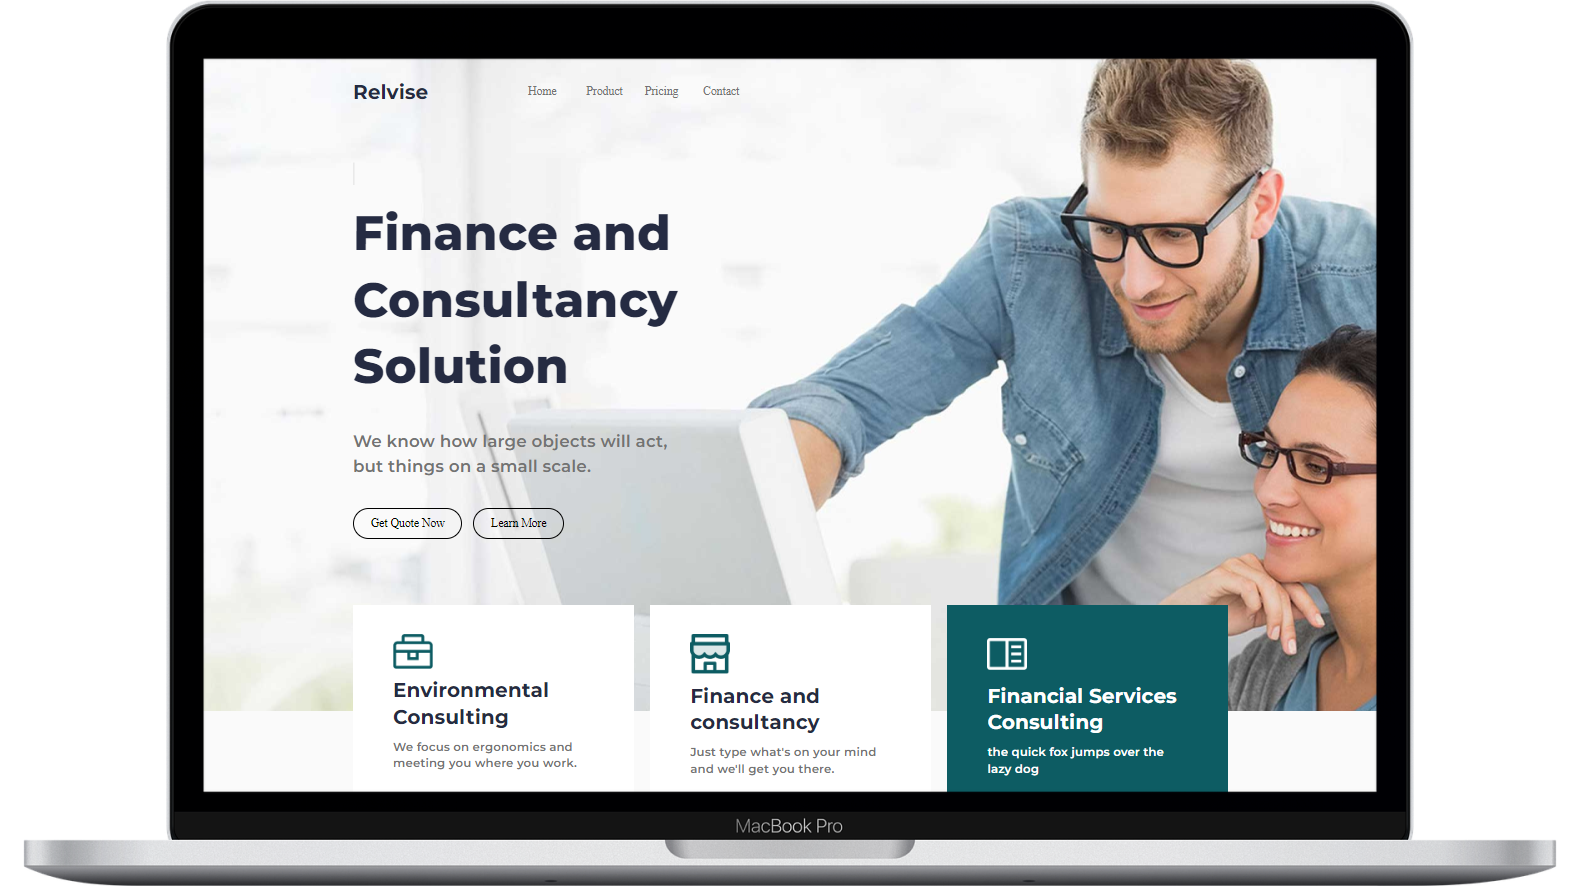 Relvise
Home Product Pricing Contact
Finance and
Consultancy
Solution
We know how large objects will act,
but things on a small scale.
Get Quote Now Learn More
Environmental
Consulting
We focus on ergonomics and
meeting you where you work.
Finance and
consultancy
Just type what's on your mind
and we'll get you there.
Financial Services
Consulting
the quick fox jumps over the
lazy dog
MacBook Pro